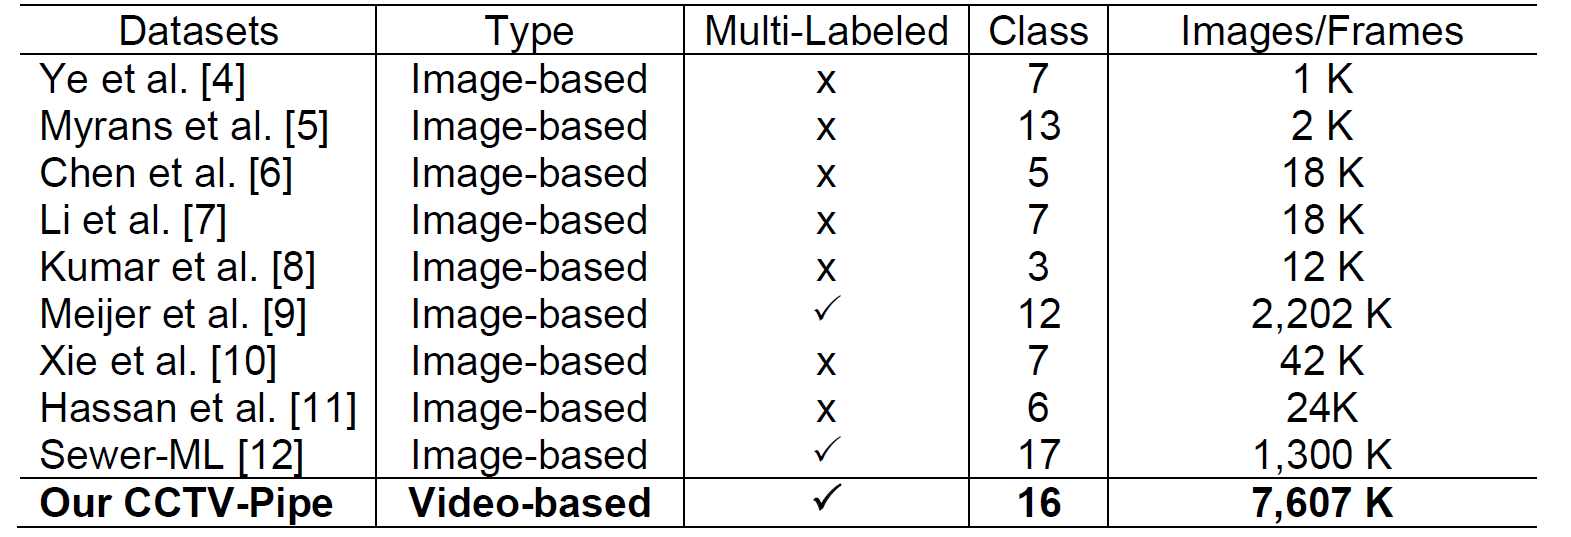 Datasets Type Multi-Labeled Class Images/Frames
Ye et al. [4] Image-based x 7 1 K
Myrans et al. [5] Image-based x 13 2 K
Chen et al. [6] Image-based x 5 18 K
Li et al. [7] Image-based x 7 18 K
Kumar et al. [8] Image-based x 3 12 K
Meijer et al. [9] Image-based ✓ 12 2,202 K
Xie et al. [10] Image-based x 7 42 K
Hassan et al. [11] Image-based x 6 24K
Sewer-ML [12] Image-based ✓ 17 1,300 K
Our CCTV-Pipe Video-based ✓ 16 7,607 K